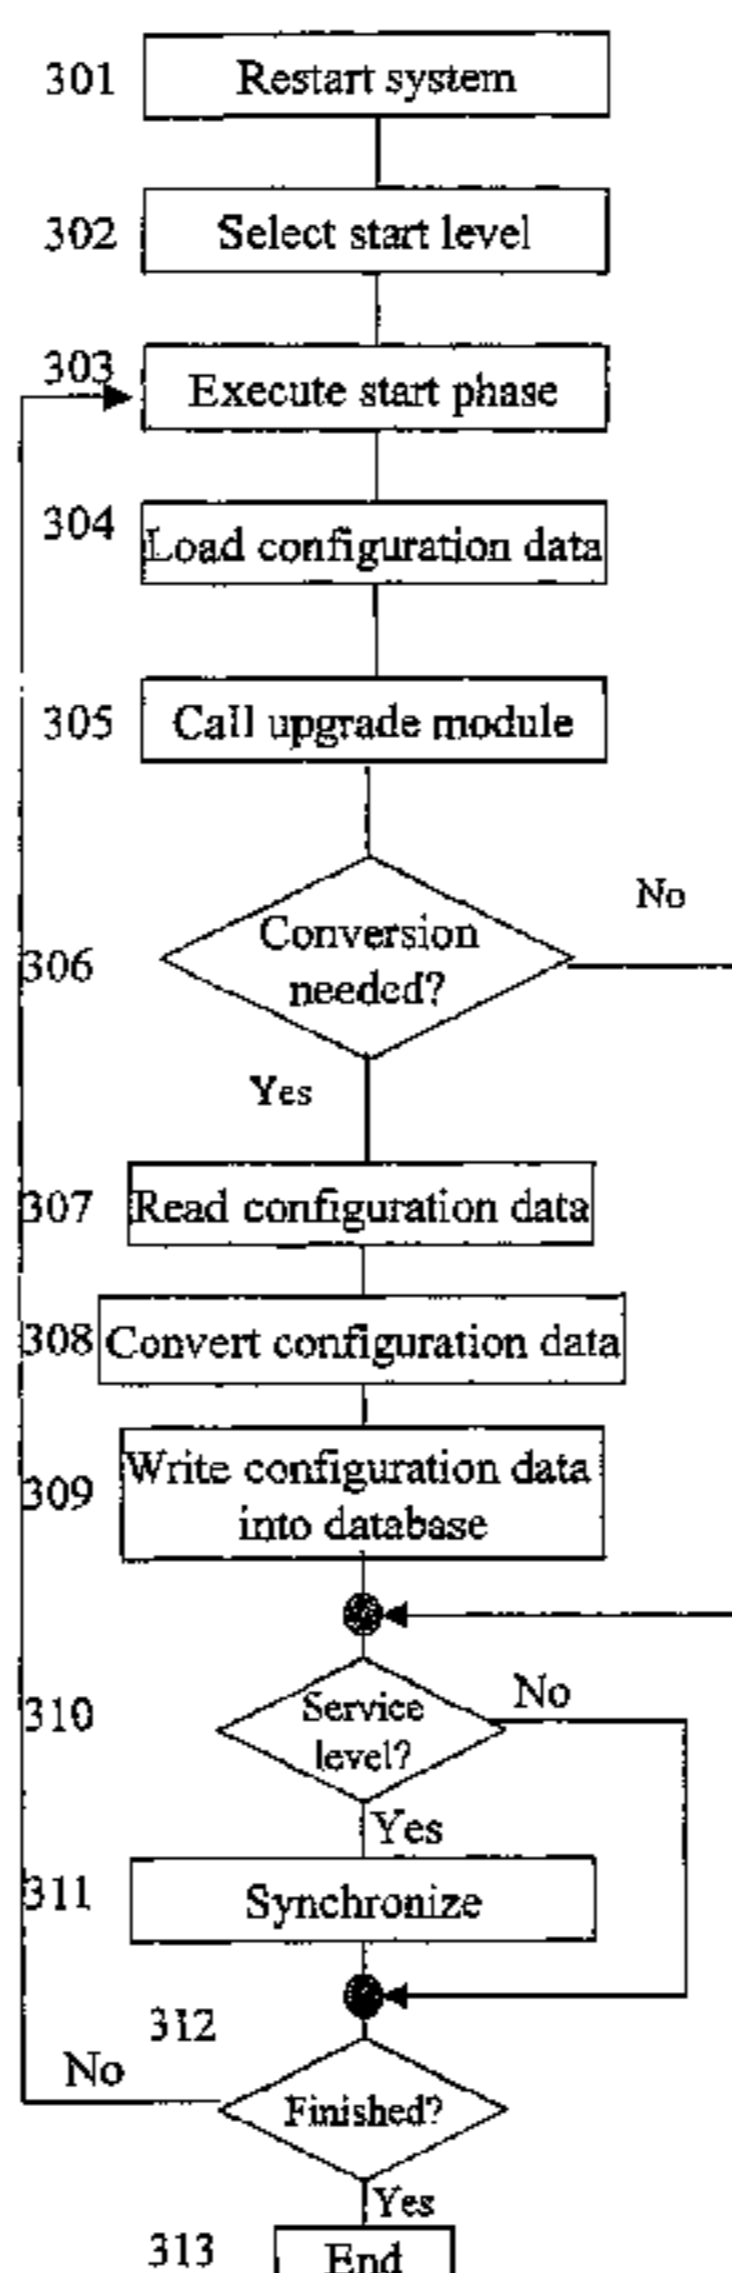 301 Restart system
302 Select start level
303 Execute start phase
304 Load configuration data
305 Call upgrade module
No
306 Conversion
needed?
Yes
307 Read configuration data
308 Convert configuration data
309 Write configuration data
into database
310 Service
level?
No
Yes
311 Synchronize
312
No
Finished?
Yes
313 End